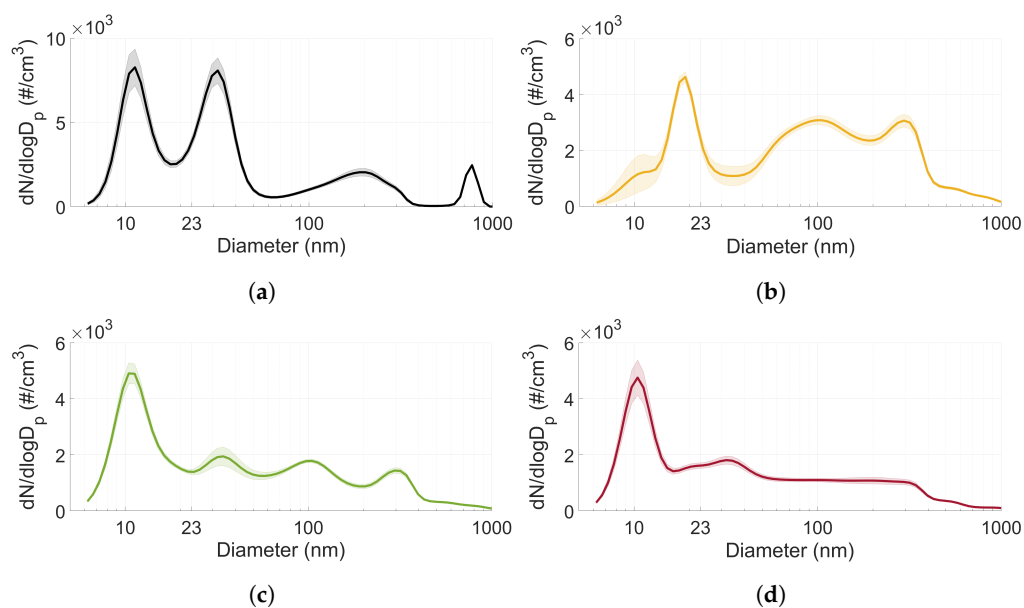 ×10³
dN/dlogDₚ (#/cm³)
10
5
0
10 23 100 1000
Diameter (nm)
(a)
×10³
dN/dlogDₚ (#/cm³)
6
4
2
0
10 23 100 1000
Diameter (nm)
(b)
×10³
dN/dlogDₚ (#/cm³)
6
4
2
0
10 23 100 1000
Diameter (nm)
(c)
×10³
dN/dlogDₚ (#/cm³)
6
4
2
0
10 23 100 1000
Diameter (nm)
(d)